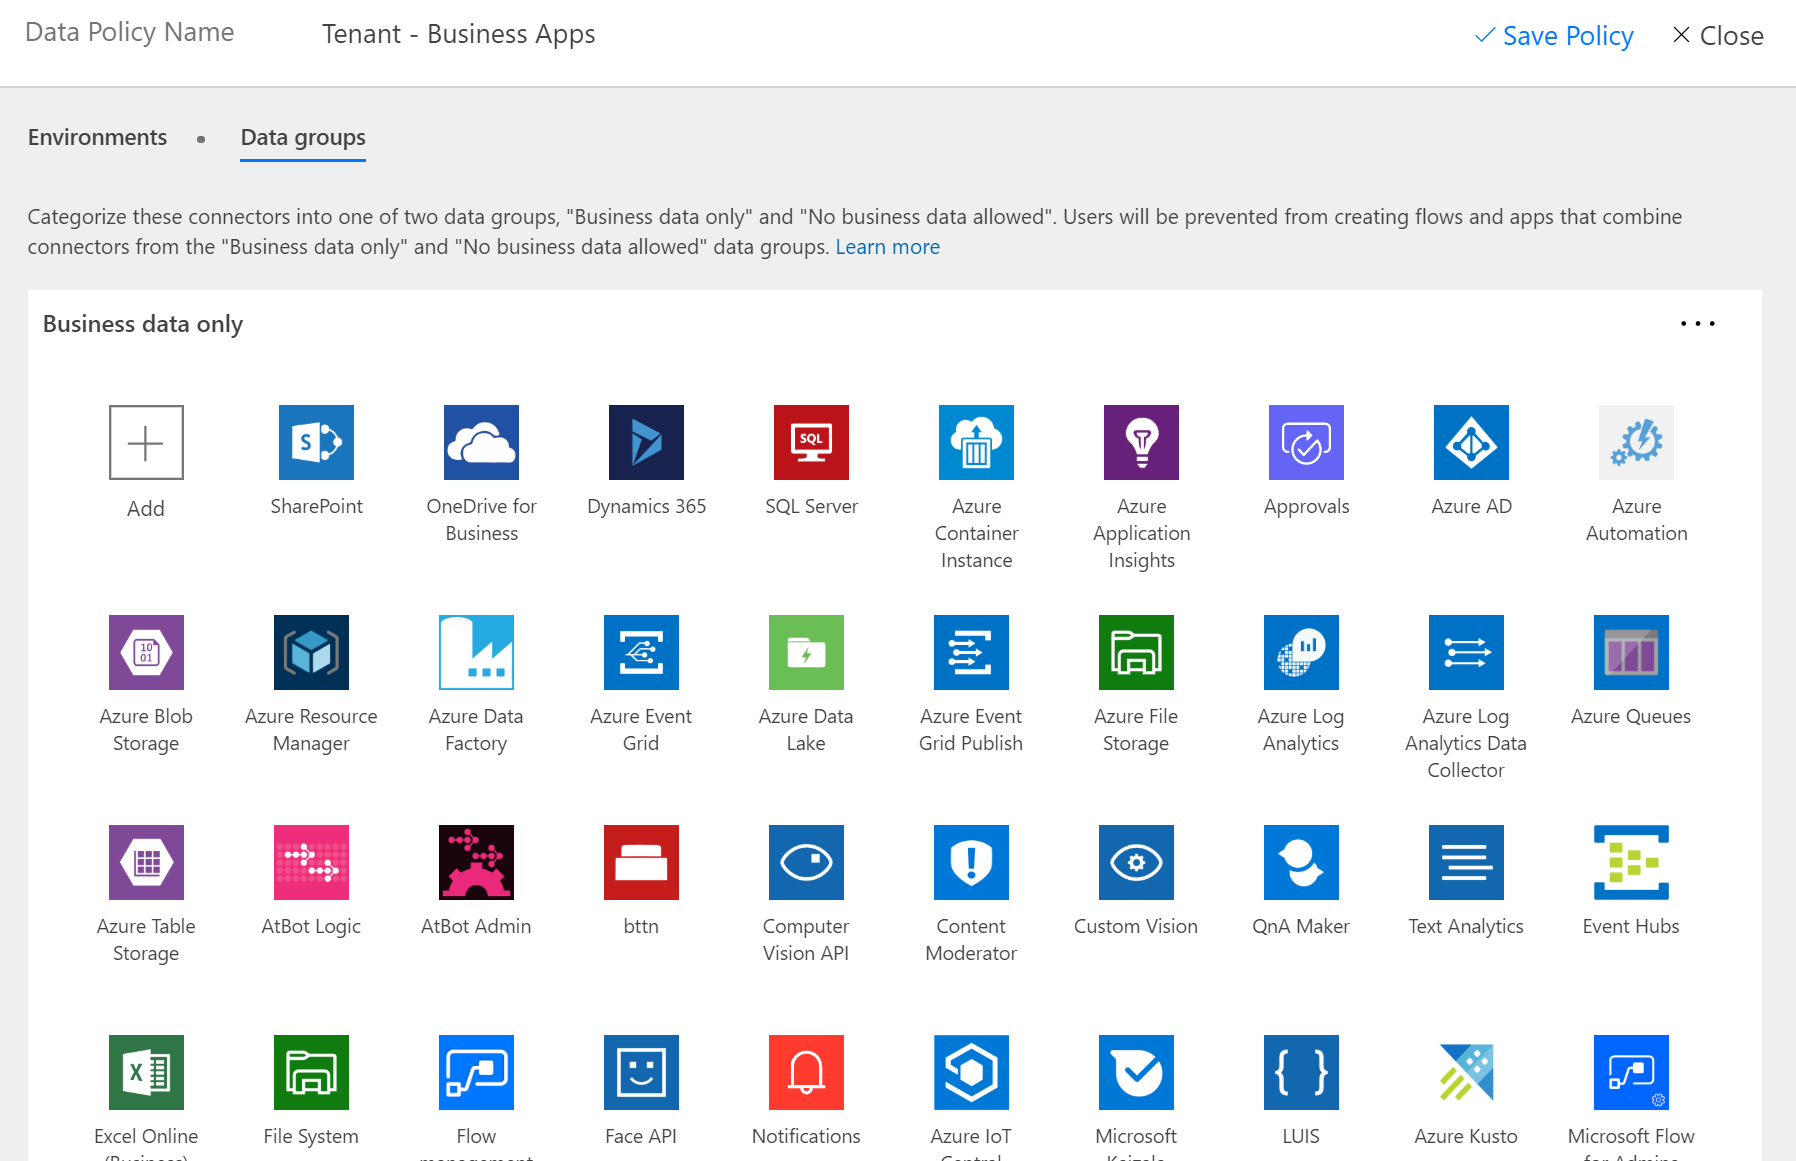 Data Policy Name
Tenant - Business Apps
Save Policy
Close
Environments
Data groups
Categorize these connectors into one of two data groups, "Business data only" and "No business data allowed". Users will be prevented from creating flows and apps that combine
connectors from the "Business data only" and "No business data allowed" data groups. Learn more
Business data only
Add
SharePoint
OneDrive for
Business
Dynamics 365
SQL
SQL Server
Azure
Container
Instance
Azure
Application
Insights
Approvals
Azure AD
Azure
Automation
Azure Blob
Storage
Azure Resource
Manager
Azure Data
Factory
Azure Event
Grid
Azure Data
Lake
Azure Event
Grid Publish
Azure File
Storage
Azure Log
Analytics
Azure Log
Analytics Data
Collector
Azure Queues
Azure Table
Storage
AtBot Logic
AtBot Admin
bttn
Computer
Vision API
Content
Moderator
Custom Vision
QnA Maker
Text Analytics
Event Hubs
Excel Online
(Business)
File System
Flow
management
Face API
Notifications
Azure IoT
Central
Microsoft
Kaizala
LUIS
Azure Kusto
Microsoft Flow
for Admins